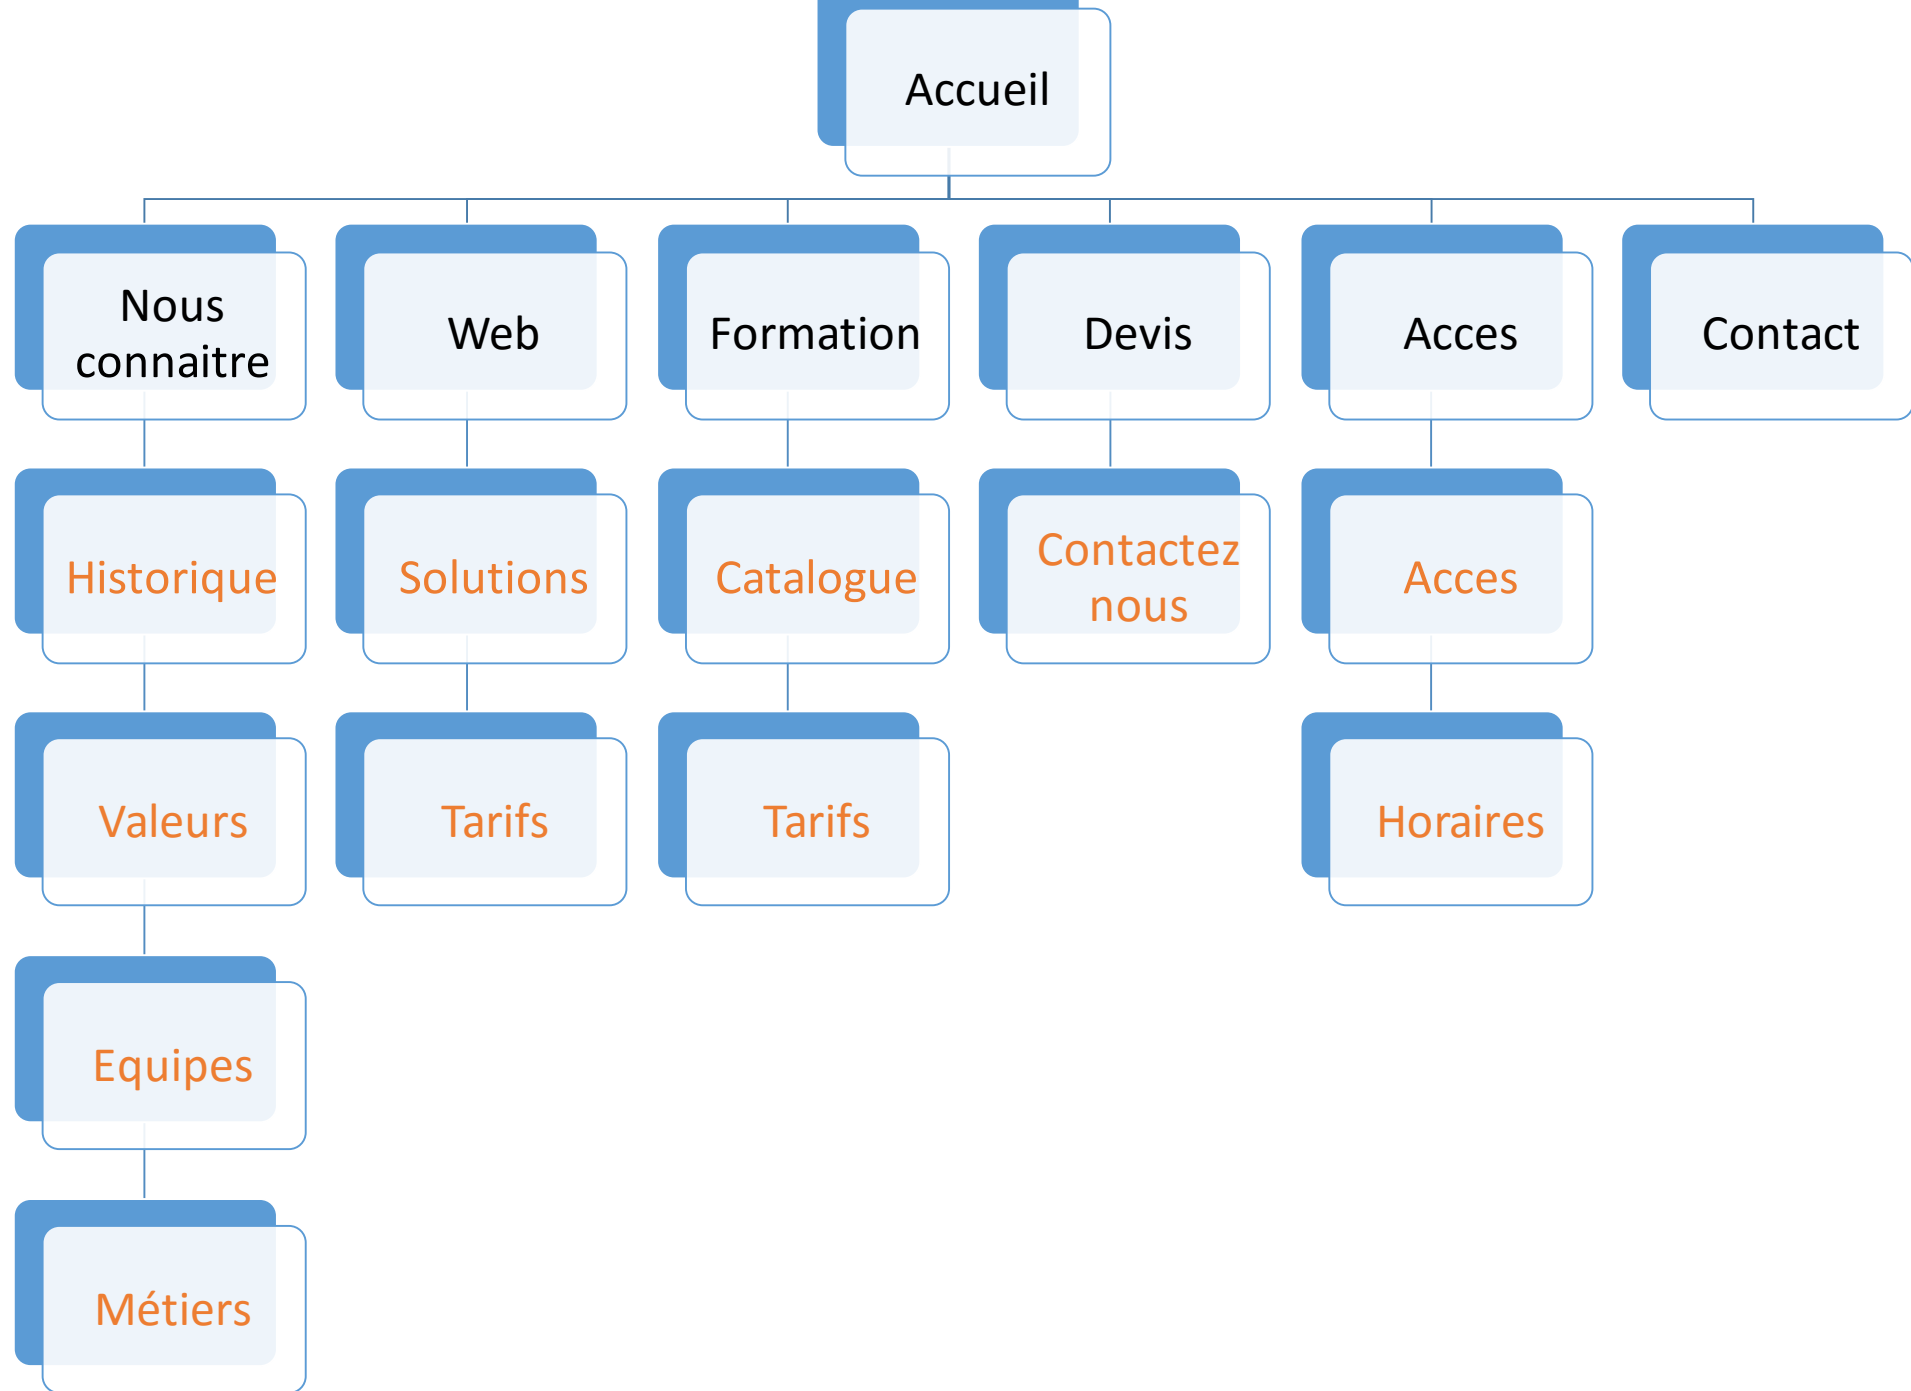 Accueil
Nous
connaitre
Web
Formation
Devis
Acces
Contact
Historique
Solutions
Catalogue
Contactez
nous
Acces
Valeurs
Tarifs
Tarifs
Horaires
Equipes
Métiers